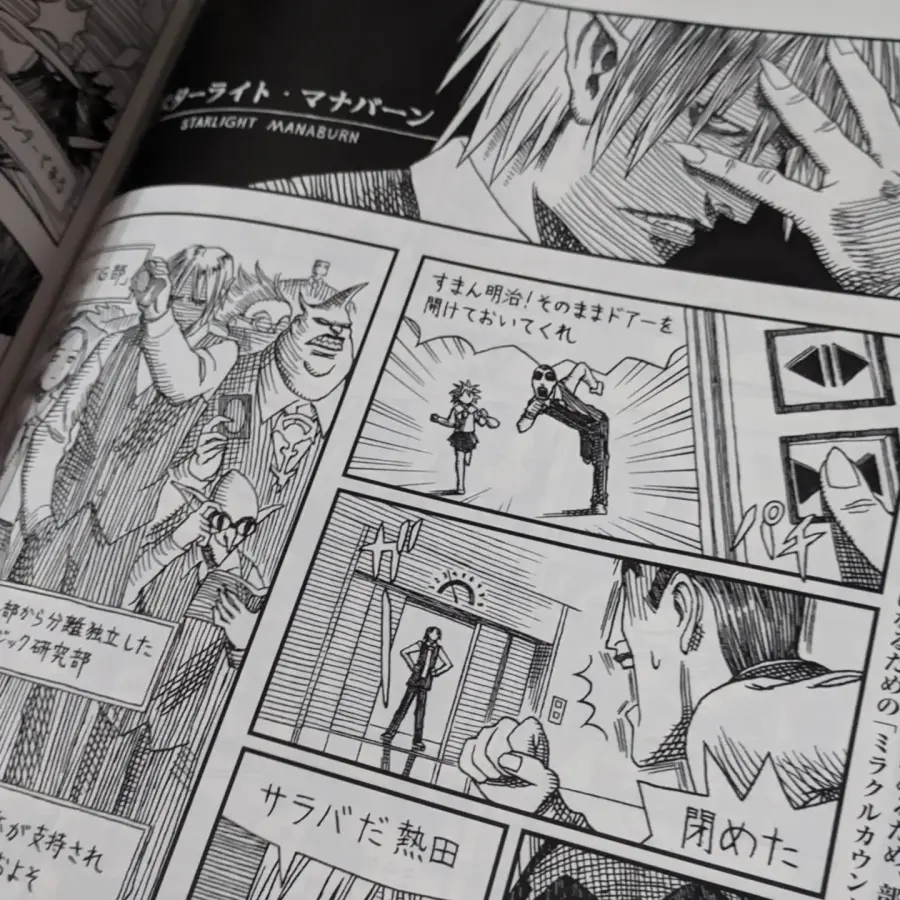 ターライト・マナバーン
STARLIGHT MANABURN
すまん明治!そのままドアーを
開けておいてくれ
パチ
ガー
閉めた
サラバだ熱田
部から分離独立した
ジック研究部
が支持され
およそ
るための「ミラクルカウン